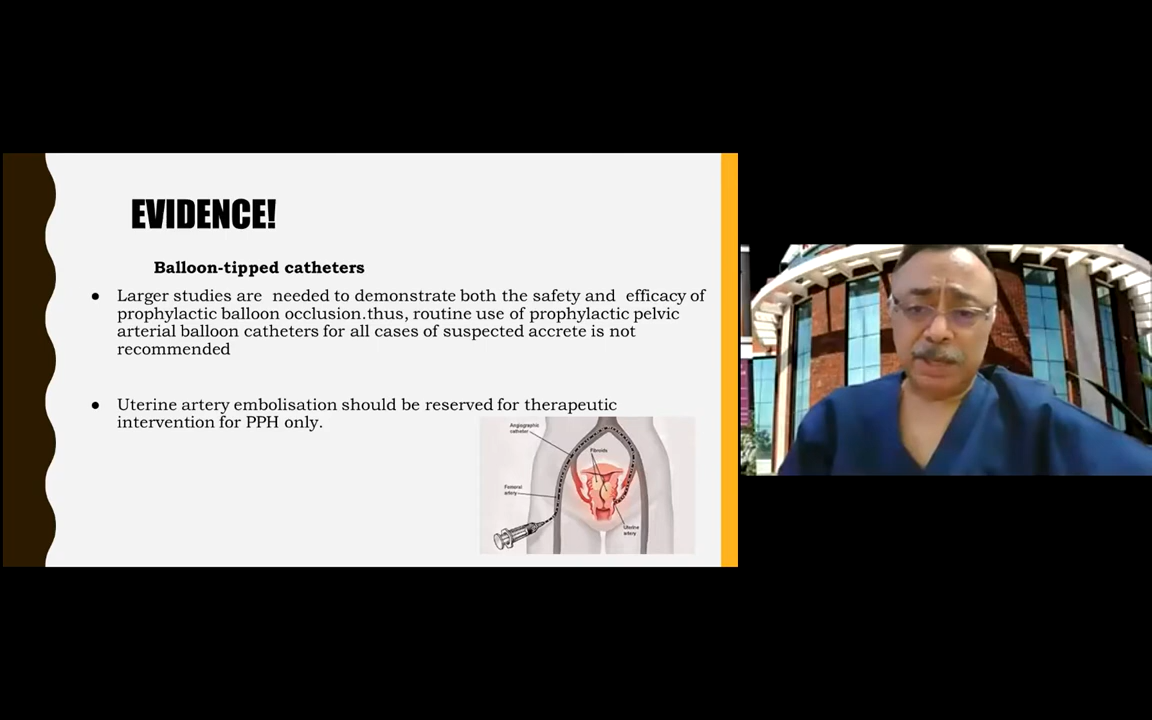 EVIDENCE!
Balloon-tipped catheters
● Larger studies are needed to demonstrate both the safety and efficacy of
prophylactic balloon occlusion.thus, routine use of prophylactic pelvic
arterial balloon catheters for all cases of suspected accrete is not
recommended
● Uterine artery embolisation should be reserved for therapeutic
intervention for PPH only.
Angiographic
catheter
Fibroids
Femoral
artery
Uterine
artery